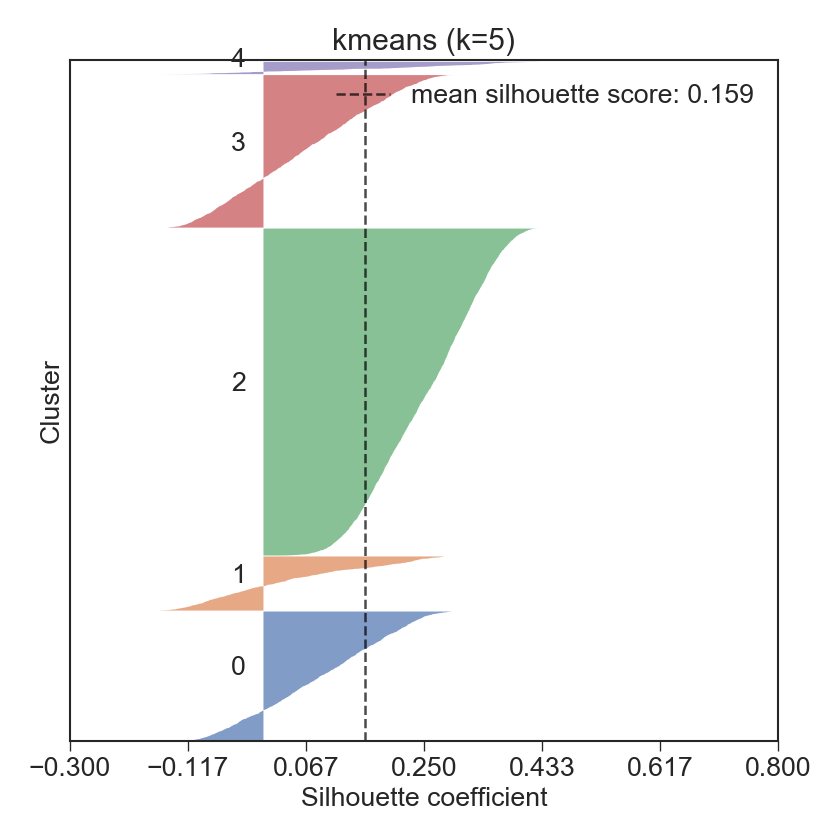 kmeans (k=5)
4
mean silhouette score: 0.159
3
2
Cluster
1
0
−0.300 −0.117 0.067 0.250 0.433 0.617 0.800
Silhouette coefficient